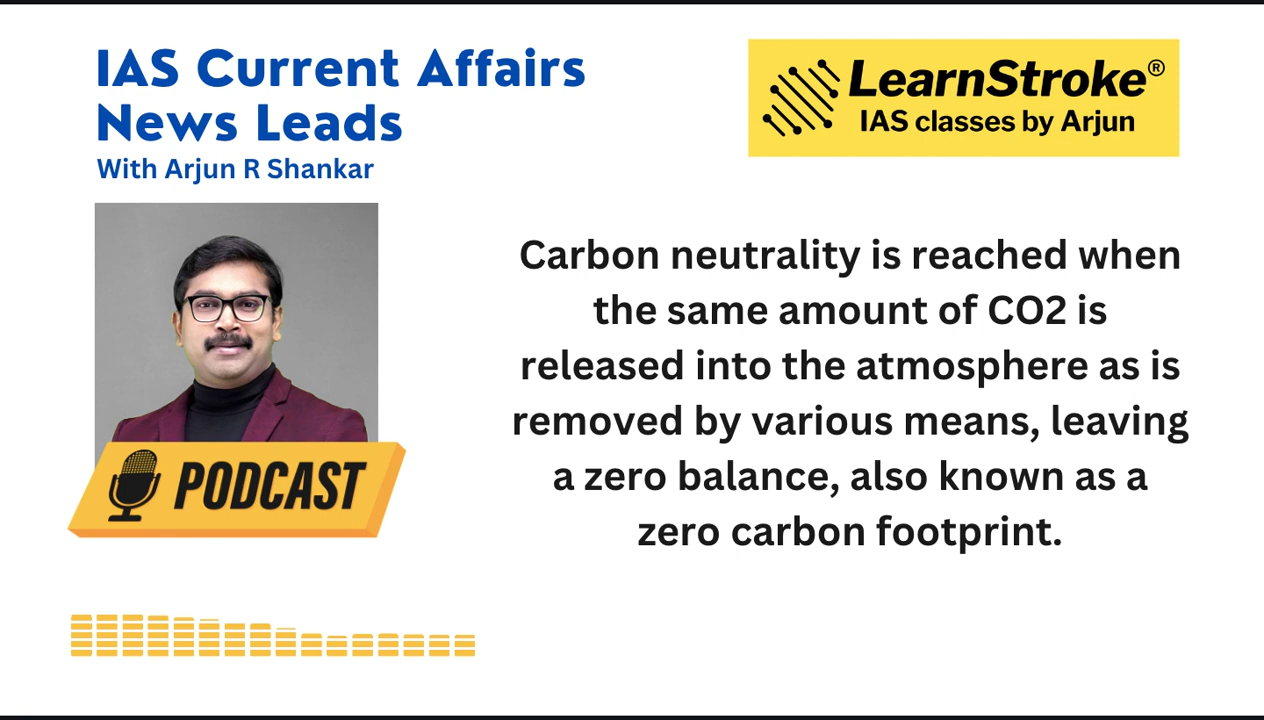 IAS Current Affairs
News Leads
With Arjun R Shankar
LearnStroke®
IAS classes by Arjun
Carbon neutrality is reached when
the same amount of CO2 is
released into the atmosphere as is
removed by various means, leaving
a zero balance, also known as a
zero carbon footprint.
PODCAST